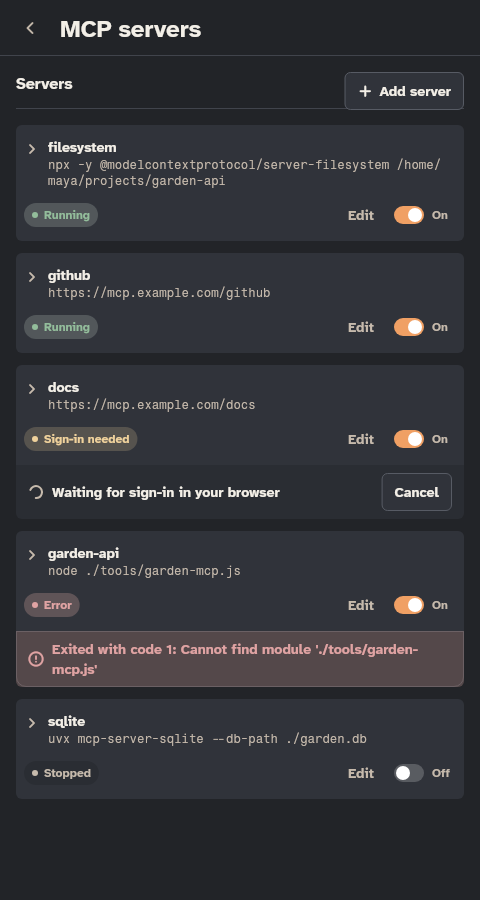 MCP servers
Servers
Add server
filesystem
npx -y @modelcontextprotocol/server-filesystem /home/
maya/projects/garden-api
Running
Edit
On
github
https://mcp.example.com/github
Running
Edit
On
docs
https://mcp.example.com/docs
Sign-in needed
Edit
On
Waiting for sign-in in your browser
Cancel
garden-api
node ./tools/garden-mcp.js
Error
Edit
On
Exited with code 1: Cannot find module './tools/garden-
mcp.js'
sqlite
uvx mcp-server-sqlite --db-path ./garden.db
Stopped
Edit
Off